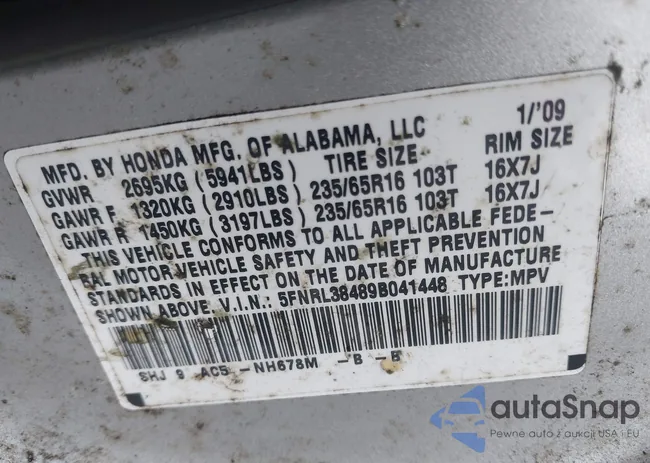 MFD. BY HONDA MFG. OF ALABAMA, LLC 1/'09
GVWR 2695KG (5941LBS) TIRE SIZE RIM SIZE
GAWR F 1320KG (2910LBS) 235/65R16 103T 16X7J
GAWR R 1450KG (3197LBS) 235/65R16 103T 16X7J
THIS VEHICLE CONFORMS TO ALL APPLICABLE FEDE-
RAL MOTOR VEHICLE SAFETY AND THEFT PREVENTION
STANDARDS IN EFFECT ON THE DATE OF MANUFACTURE
SHOWN ABOVE. V.I.N.: 5FNRL38489B041448 TYPE:MPV
SHJ 9 AC5 -NH678M -B -B
autaSnap
Pewne auto z aukcji USA i EU